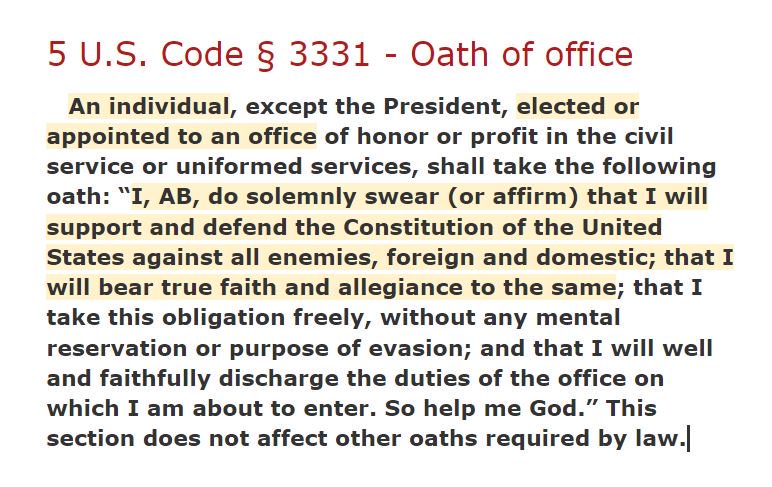 5 U.S. Code § 3331 - Oath of office
An individual, except the President, elected or
appointed to an office of honor or profit in the civil
service or uniformed services, shall take the following
oath: “I, AB, do solemnly swear (or affirm) that I will
support and defend the Constitution of the United
States against all enemies, foreign and domestic; that I
will bear true faith and allegiance to the same; that I
take this obligation freely, without any mental
reservation or purpose of evasion; and that I will well
and faithfully discharge the duties of the office on
which I am about to enter. So help me God.” This
section does not affect other oaths required by law.